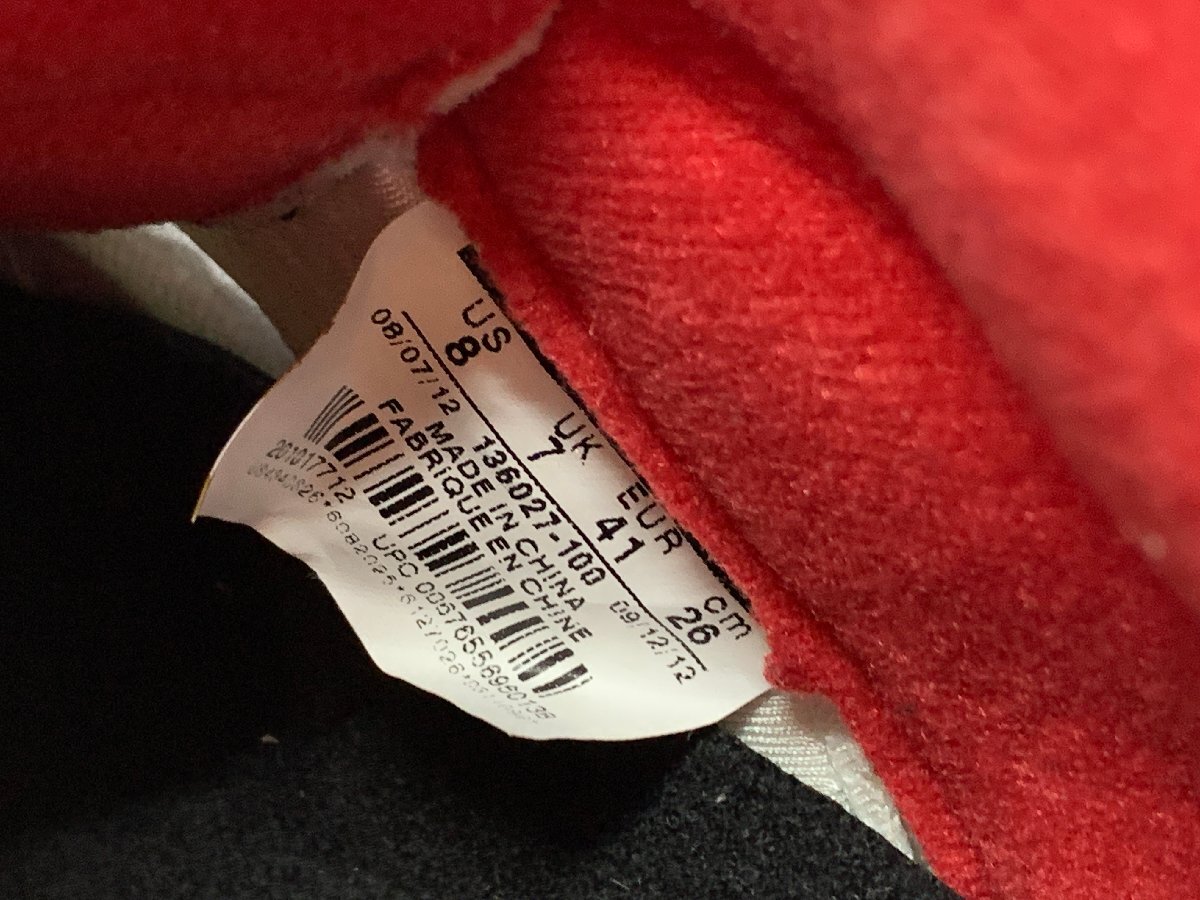 US UK EUR cm
8 7 41 26
08/07/12 136027-100 09/12/12
MADE IN CHINA
FABRIQUE EN CHINE
201017712 UPC